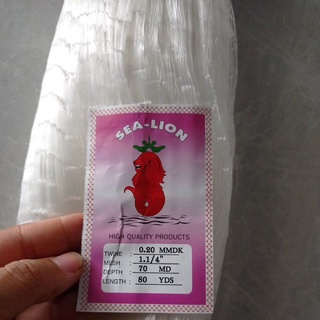 SEA-LION
HIGH QUALITY PRODUCTS
TWINE : 0.20 MMDK
MESH : 1.1/4"
DEPTH : 70 MD
LENGTH : 80 YDS